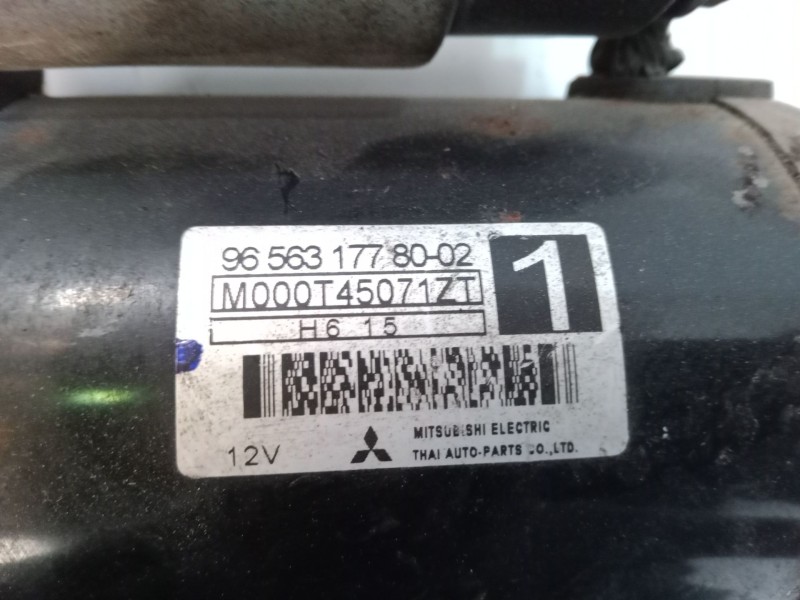 96 563 177 80-02
M000T45071ZT
H6 15
1
12V
MITSUBISHI ELECTRIC
THAI AUTO-PARTS CO.,LTD.